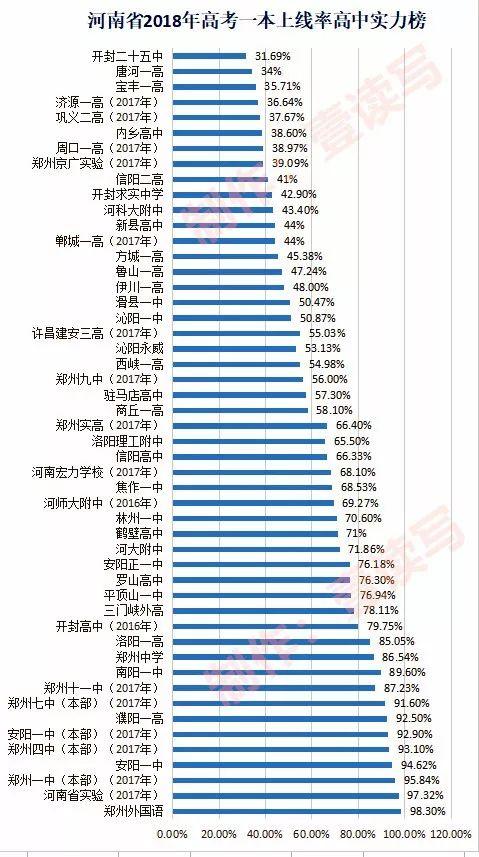 河南省2018年高考一本上线率高中实力榜
开封二十五中 31.69%
唐河一高 34%
宝丰一高 35.71%
济源一高（2017年） 36.64%
巩义二高（2017年） 37.67%
内乡高中 38.60%
周口一高（2017年） 38.97%
郑州京广实验（2017年） 39.09%
信阳二高 41%
开封求实中学 42.90%
河科大附中 43.40%
新县高中 44%
郸城一高（2017年） 44%
方城一高 45.38%
鲁山一高 47.24%
伊川一高 48.00%
滑县一中 50.47%
沁阳一中 50.87%
许昌建安三高（2017年） 55.03%
沁阳永威 53.13%
西峡一高 54.98%
郑州九中（2017年） 56.00%
驻马店高中 57.30%
商丘一高 58.10%
郑州实高（2017年） 66.40%
洛阳理工附中 65.50%
信阳高中 66.33%
河南宏力学校（2017年） 68.10%
焦作一中 68.53%
河师大附中（2016年） 69.27%
林州一中 70.60%
鹤壁高中 71%
河大附中 71.86%
安阳正一中 76.18%
罗山高中 76.30%
平顶山一中 76.94%
三门峡外高 78.11%
开封高中（2016年） 79.75%
洛阳一高 85.05%
郑州中学 86.54%
南阳一中 89.60%
郑州十一中（2017年） 87.23%
郑州七中（本部）（2017年） 91.60%
濮阳一高 92.50%
安阳一中（本部）（2017年） 92.90%
郑州四中（本部）（2017年） 93.10%
安阳一中 94.62%
郑州一中（本部）（2017年） 95.84%
河南省实验（2017年） 97.32%
郑州外国语 98.30%
0.00% 20.00% 40.00% 60.00% 80.00% 100.00% 120.00%
制作：壹读写
制作：壹读写